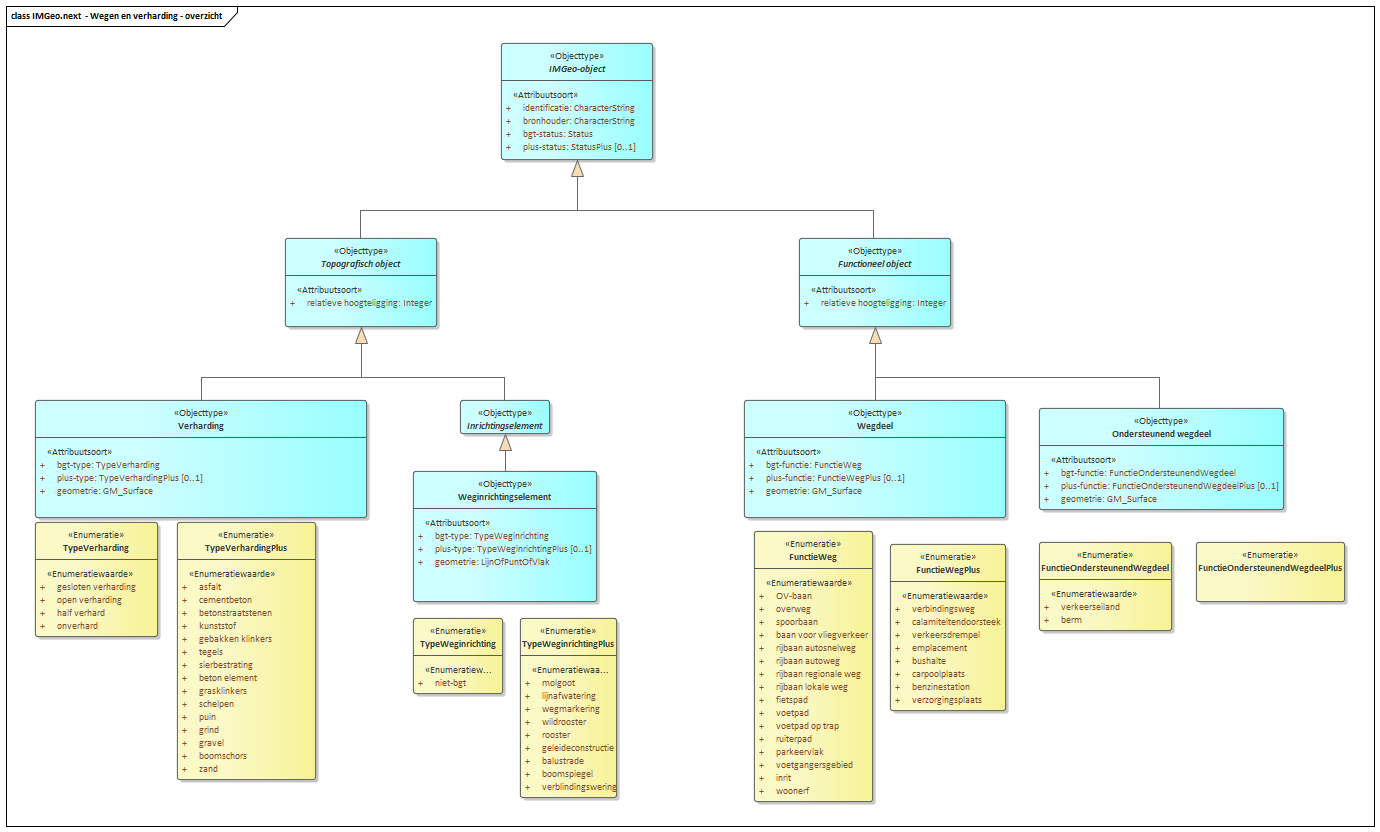 class IMGeo.next - Wegen en verharding - overzicht
«Objecttype»
IMGeo-object
«Attribuutsoort»
+ identificatie: CharacterString
+ bronhouder: CharacterString
+ bgt-status: Status
+ plus-status: StatusPlus [0..1]
«Objecttype»
Topografisch object
«Attribuutsoort»
+ relatieve hoogteligging: Integer
«Objecttype»
Functioneel object
«Attribuutsoort»
+ relatieve hoogteligging: Integer
«Objecttype»
Verharding
«Attribuutsoort»
+ bgt-type: TypeVerharding
+ plus-type: TypeVerhardingPlus [0..1]
+ geometrie: GM_Surface
«Objecttype»
Inrichtingselement
«Objecttype»
Weginrichtingselement
«Attribuutsoort»
+ bgt-type: TypeWeginrichting
+ plus-type: TypeWeginrichtingPlus [0..1]
+ geometrie: LijnOfPuntOfVlak
«Objecttype»
Wegdeel
«Attribuutsoort»
+ bgt-functie: FunctieWeg
+ plus-functie: FunctieWegPlus [0..1]
+ geometrie: GM_Surface
«Objecttype»
Ondersteunend wegdeel
«Attribuutsoort»
+ bgt-functie: FunctieOndersteunendWegdeel
+ plus-functie: FunctieOndersteunendWegdeelPlus [0..1]
+ geometrie: GM_Surface
«Enumeratie»
TypeVerharding
«Enumeratiewaarde»
+ gesloten verharding
+ open verharding
+ half verhard
+ onverhard
«Enumeratie»
TypeVerhardingPlus
«Enumeratiewaarde»
+ asfalt
+ cementbeton
+ betonstraatstenen
+ kunststof
+ gebakken klinkers
+ tegels
+ sierbestrating
+ beton element
+ grasklinkers
+ schelpen
+ puin
+ grind
+ gravel
+ boomschors
+ zand
«Enumeratie»
TypeWeginrichting
«Enumeratiew...
+ niet-bgt
«Enumeratie»
TypeWeginrichtingPlus
«Enumeratiewaa...
+ molgoot
+ lijnafwatering
+ wegmarkering
+ wildrooster
+ rooster
+ geleideconstructie
+ balustrade
+ boomspiegel
+ verblindingswering
«Enumeratie»
FunctieWeg
«Enumeratiewaarde»
+ OV-baan
+ overweg
+ spoorbaan
+ baan voor vliegverkeer
+ rijbaan autosnelweg
+ rijbaan autoweg
+ rijbaan regionale weg
+ rijbaan lokale weg
+ fietspad
+ voetpad
+ voetpad op trap
+ ruiterpad
+ parkeervlak
+ voetgangersgebied
+ inrit
+ woonerf
«Enumeratie»
FunctieWegPlus
«Enumeratiewaarde»
+ verbindingsweg
+ calamiteitendoorsteek
+ verkeersdrempel
+ emplacement
+ bushalte
+ carpoolplaats
+ benzinestation
+ verzorgingsplaats
«Enumeratie»
FunctieOndersteunendWegdeel
«Enumeratiewaarde»
+ verkeerseiland
+ berm
«Enumeratie»
FunctieOndersteunendWegdeelPlus